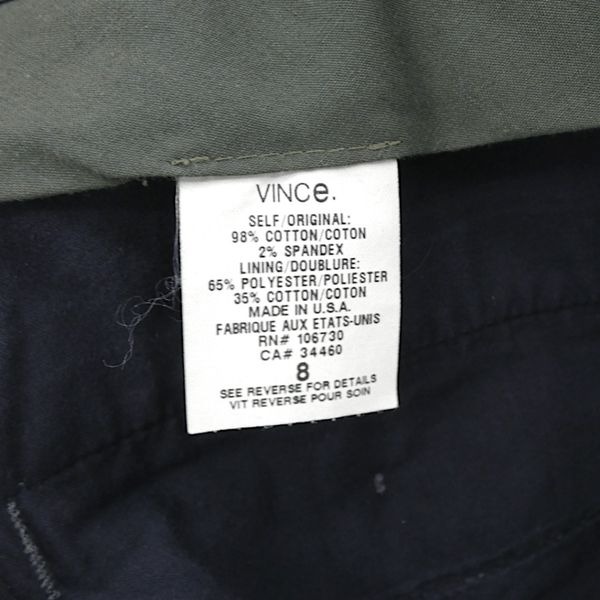 VINCe.
SELF/ORIGINAL:
98% COTTON/COTON
2% SPANDEX
LINING/DOUBLURE:
65% POLYESTER/POLIESTER
35% COTTON/COTON
MADE IN U.S.A.
FABRIQUE AUX ETATS-UNIS
RN# 106730
CA# 34460
8
SEE REVERSE FOR DETAILS
VIT REVERSE POUR SOIN